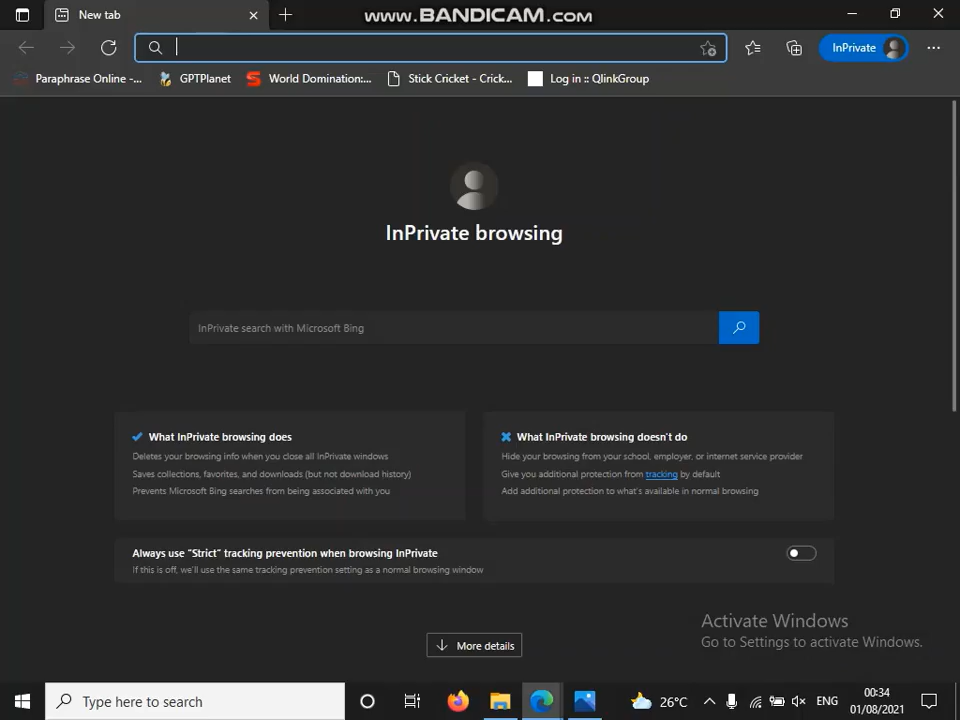 New tab
www.BANDICAM.com
InPrivate
Paraphrase Online -...
GPTPlanet
World Domination:...
Stick Cricket - Crick...
Log in :: QlinkGroup
InPrivate browsing
InPrivate search with Microsoft Bing
What InPrivate browsing does
Deletes your browsing info when you close all InPrivate windows
Saves collections, favorites, and downloads (but not download history)
Prevents Microsoft Bing searches from being associated with you
What InPrivate browsing doesn't do
Hide your browsing from your school, employer, or internet service provider
Give you additional protection from tracking by default
Add additional protection to what's available in normal browsing
Always use "Strict" tracking prevention when browsing InPrivate
If this is off, we'll use the same tracking prevention setting as a normal browsing window
More details
Activate Windows
Go to Settings to activate Windows.
Type here to search
26°C
ENG
00:34
01/08/2021